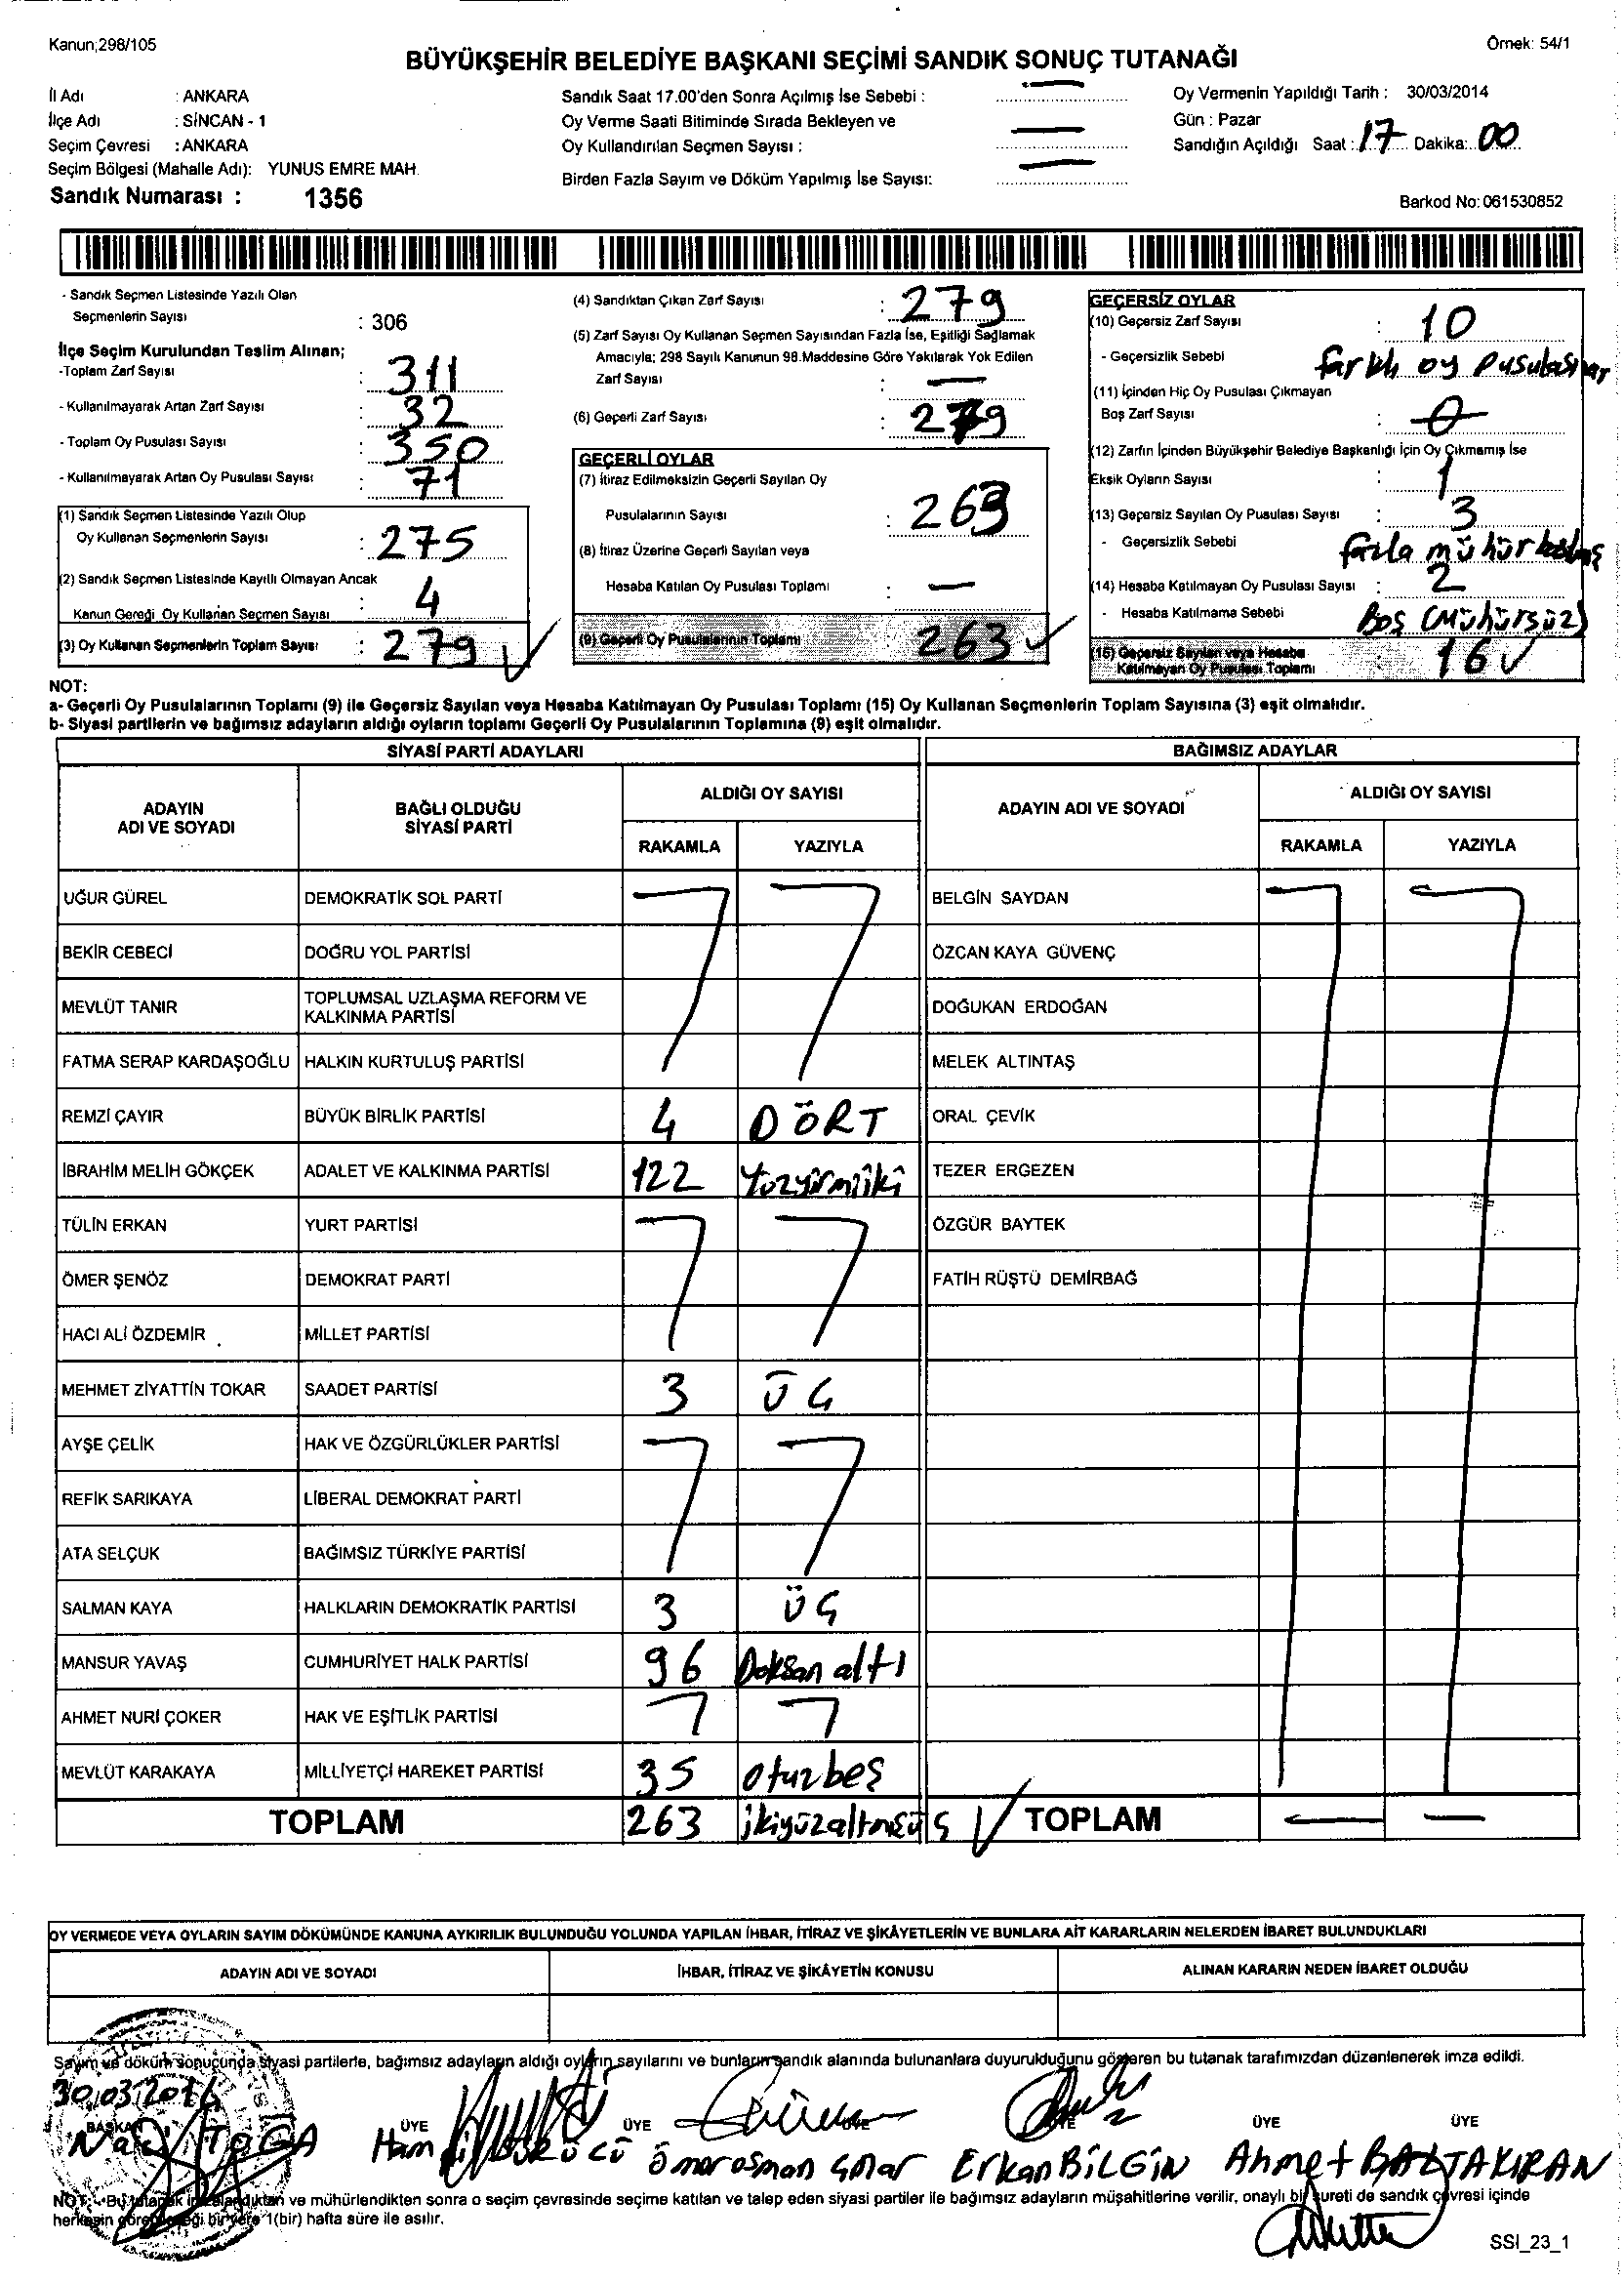 Kanun;298/105
Örnek: 54/1
BÜYÜKŞEHİR BELEDİYE BAŞKANI SEÇİMİ SANDIK SONUÇ TUTANAĞI
İl Adı : ANKARA
İlçe Adı : SİNCAN - 1
Seçim Çevresi : ANKARA
Seçim Bölgesi (Mahalle Adı): YUNUS EMRE MAH.
Sandık Numarası : 1356
Sandık Saat 17.00'den Sonra Açılmış İse Sebebi : —
Oy Verme Saati Bitiminde Sırada Bekleyen ve
Oy Kullandırılan Seçmen Sayısı : —
Birden Fazla Sayım ve Döküm Yapılmış İse Sayısı: —
Oy Vermenin Yapıldığı Tarih : 30/03/2014
Gün : Pazar
Sandığın Açıldığı Saat : 17 Dakika: 00
Barkod No: 061530852
- Sandık Seçmen Listesinde Yazılı Olan
Seçmenlerin Sayısı : 306
İlçe Seçim Kurulundan Teslim Alınan;
-Toplam Zarf Sayısı : 311
- Kullanılmayarak Artan Zarf Sayısı : 32
- Toplam Oy Pusulası Sayısı : 350
- Kullanılmayarak Artan Oy Pusulası Sayısı : 71
(1) Sandık Seçmen Listesinde Yazılı Olup
Oy Kullanan Seçmenlerin Sayısı : 275
(2) Sandık Seçmen Listesinde Kayıtlı Olmayan Ancak
Kanun Gereği Oy Kullanan Seçmen Sayısı : 4
(3) Oy Kullanan Seçmenlerin Toplam Sayısı : 279
(4) Sandıktan Çıkan Zarf Sayısı : 279
(5) Zarf Sayısı Oy Kullanan Seçmen Sayısından Fazla İse, Eşitliği Sağlamak
Amacıyla; 298 Sayılı Kanunun 98.Maddesine Göre Yakılarak Yok Edilen
Zarf Sayısı : —
(6) Geçerli Zarf Sayısı : 279
GEÇERLİ OYLAR
(7) İtiraz Edilmeksizin Geçerli Sayılan Oy
Pusulalarının Sayısı : 263
(8) İtiraz Üzerine Geçerli Sayılan veya
Hesaba Katılan Oy Pusulası Toplamı : —
(9) Geçerli Oy Pusulalarının Toplamı : 263
GEÇERSİZ OYLAR
(10) Geçersiz Zarf Sayısı : 10
- Geçersizlik Sebebi farklı oy pusulası var
(11) İçinden Hiç Oy Pusulası Çıkmayan
Boş Zarf Sayısı : 0
(12) Zarfın İçinden Büyükşehir Belediye Başkanlığı İçin Oy Çıkmamış İse
Eksik Oyların Sayısı : 1
(13) Geçersiz Sayılan Oy Pusulası Sayısı : 3
- Geçersizlik Sebebi fazla mühür
(14) Hesaba Katılmayan Oy Pusulası Sayısı : 2
- Hesaba Katılmama Sebebi Boş (Mühürsüz)
(15) Geçersiz Sayılan veya Hesaba
Katılmayan Oy Pusulası Toplamı : 16
NOT:
a- Geçerli Oy Pusulalarının Toplamı (9) ile Geçersiz Sayılan veya Hesaba Katılmayan Oy Pusulası Toplamı (15) Oy Kullanan Seçmenlerin Toplam Sayısına (3) eşit olmalıdır.
b- Siyasi partilerin ve bağımsız adayların aldığı oyların toplamı Geçerli Oy Pusulalarının Toplamına (9) eşit olmalıdır.
SİYASİ PARTİ ADAYLARI
ADAYIN ADI VE SOYADI
BAĞLI OLDUĞU SİYASİ PARTİ
ALDIĞI OY SAYISI
RAKAMLA YAZIYLA
UĞUR GÜREL DEMOKRATİK SOL PARTİ
BEKİR CEBECİ DOĞRU YOL PARTİSİ
MEVLÜT TANIR TOPLUMSAL UZLAŞMA REFORM VE KALKINMA PARTİSİ
FATMA SERAP KARDAŞOĞLU HALKIN KURTULUŞ PARTİSİ
REMZİ ÇAYIR BÜYÜK BİRLİK PARTİSİ 4 DÖRT
İBRAHİM MELİH GÖKÇEK ADALET VE KALKINMA PARTİSİ 122 Yüzyirmiiki
TÜLİN ERKAN YURT PARTİSİ
ÖMER ŞENÖZ DEMOKRAT PARTİ
HACI ALİ ÖZDEMİR MİLLET PARTİSİ
MEHMET ZİYATTİN TOKAR SAADET PARTİSİ 3 ÜÇ
AYŞE ÇELİK HAK VE ÖZGÜRLÜKLER PARTİSİ
REFİK SARIKAYA LİBERAL DEMOKRAT PARTİ
ATA SELÇUK BAĞIMSIZ TÜRKİYE PARTİSİ
SALMAN KAYA HALKLARIN DEMOKRATİK PARTİSİ 3 ÜÇ
MANSUR YAVAŞ CUMHURİYET HALK PARTİSİ 96 Doksan altı
AHMET NURİ ÇOKER HAK VE EŞİTLİK PARTİSİ
MEVLÜT KARAKAYA MİLLİYETÇİ HAREKET PARTİSİ 35 otuzbeş
TOPLAM 263 ikiyüzaltmışüç
BAĞIMSIZ ADAYLAR
ADAYIN ADI VE SOYADI
ALDIĞI OY SAYISI
RAKAMLA YAZIYLA
BELGİN SAYDAN
ÖZCAN KAYA GÜVENÇ
DOĞUKAN ERDOĞAN
MELEK ALTINTAŞ
ORAL ÇEVİK
TEZER ERGEZEN
ÖZGÜR BAYTEK
FATİH RÜŞTÜ DEMİRBAĞ
TOPLAM — —
OY VERMEDE VEYA OYLARIN SAYIM DÖKÜMÜNDE KANUNA AYKIRILIK BULUNDUĞU YOLUNDA YAPILAN İHBAR, İTİRAZ VE ŞİKÂYETLERİN VE BUNLARA AİT KARARLARIN NELERDEN İBARET BULUNDUKLARI
ADAYIN ADI VE SOYADI
İHBAR, İTİRAZ VE ŞİKÂYETİN KONUSU
ALINAN KARARIN NEDEN İBARET OLDUĞU
Sayım ve döküm sonucunda siyasi partilerle, bağımsız adayların aldığı oyların sayılarını ve bunların sandık alanında bulunanlara duyurulduğunu gösteren bu tutanak tarafımızdan düzenlenerek imza edildi.
30.03.2014
BAŞKAN ÜYE ÜYE ÜYE ÜYE ÜYE
TOGA
Ömer osman Çınar
Erkan BİLGİN
Ahmet BALTAKIRAN
NOT:- Bu tutanak imzalandıktan ve mühürlendikten sonra o seçim çevresinde seçime katılan ve talep eden siyasi partiler ile bağımsız adayların müşahitlerine verilir, onaylı bir sureti de sandık çevresi içinde
herkesin görebileceği bir yere 1(bir) hafta süre ile asılır.
SSI_23_1